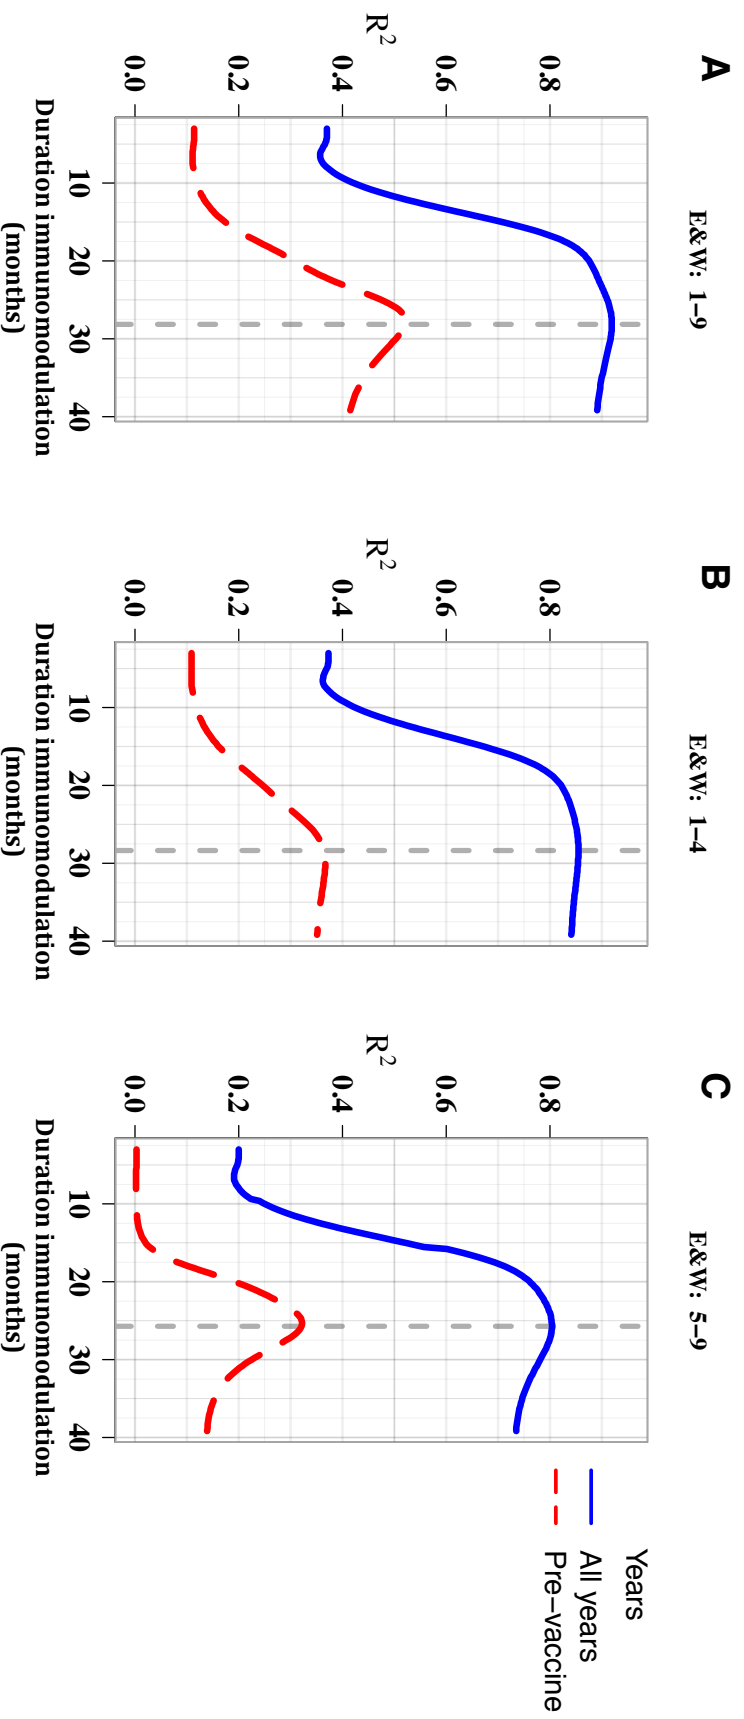 A
E&W: 1–9
R²
0.0
0.2
0.4
0.6
0.8
10
20
30
40
Duration immunomodulation
(months)
B
E&W: 1–4
R²
0.0
0.2
0.4
0.6
0.8
10
20
30
40
Duration immunomodulation
(months)
C
E&W: 5–9
R²
0.0
0.2
0.4
0.6
0.8
10
20
30
40
Duration immunomodulation
(months)
Years
All years
Pre−vaccine